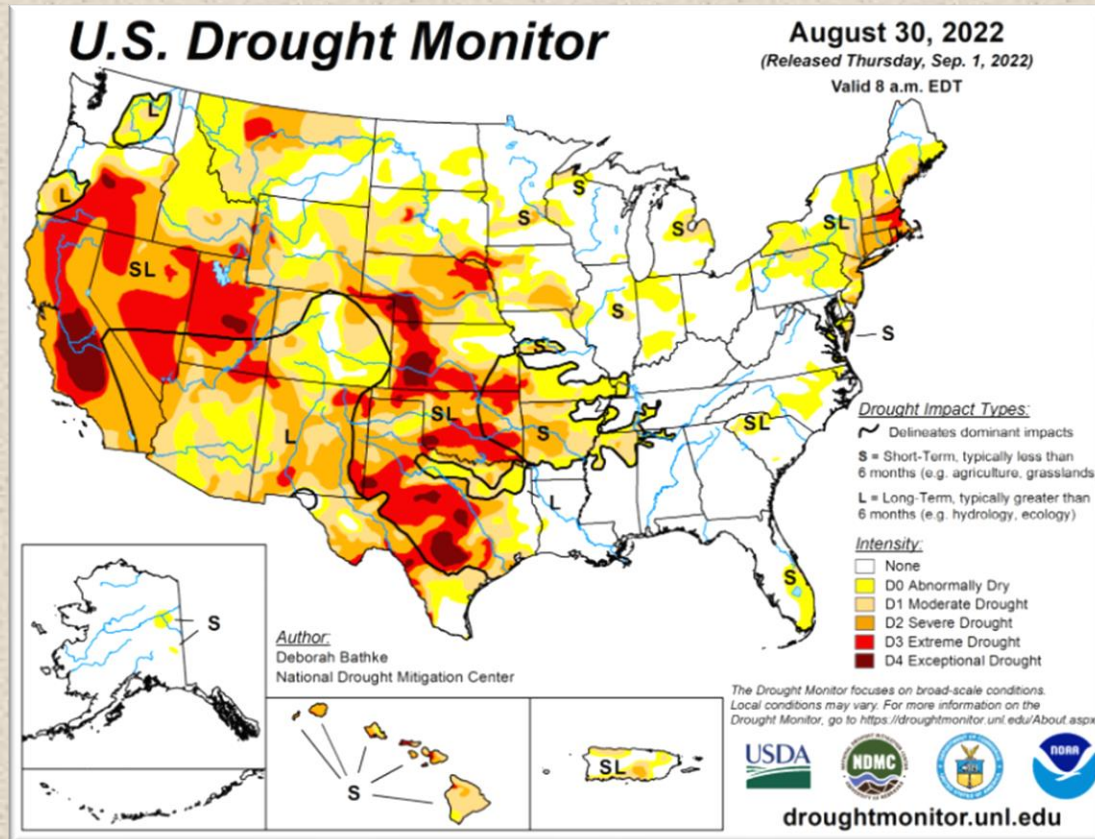 U.S. Drought Monitor
August 30, 2022
(Released Thursday, Sep. 1, 2022)
Valid 8 a.m. EDT
L
L
SL
L
SL
S
S
S
S
S
S
SL
L
SL
S
SL
S
Drought Impact Types:
Delineates dominant impacts
S = Short-Term, typically less than
6 months (e.g. agriculture, grasslands
L = Long-Term, typically greater than
6 months (e.g. hydrology, ecology)
Intensity:
None
D0 Abnormally Dry
D1 Moderate Drought
D2 Severe Drought
D3 Extreme Drought
D4 Exceptional Drought
S
Author:
Deborah Bathke
National Drought Mitigation Center
S
SL
The Drought Monitor focuses on broad-scale conditions.
Local conditions may vary. For more information on the
Drought Monitor, go to https://droughtmonitor.unl.edu/About.aspx
USDA
NDMC
NOAA
droughtmonitor.unl.edu